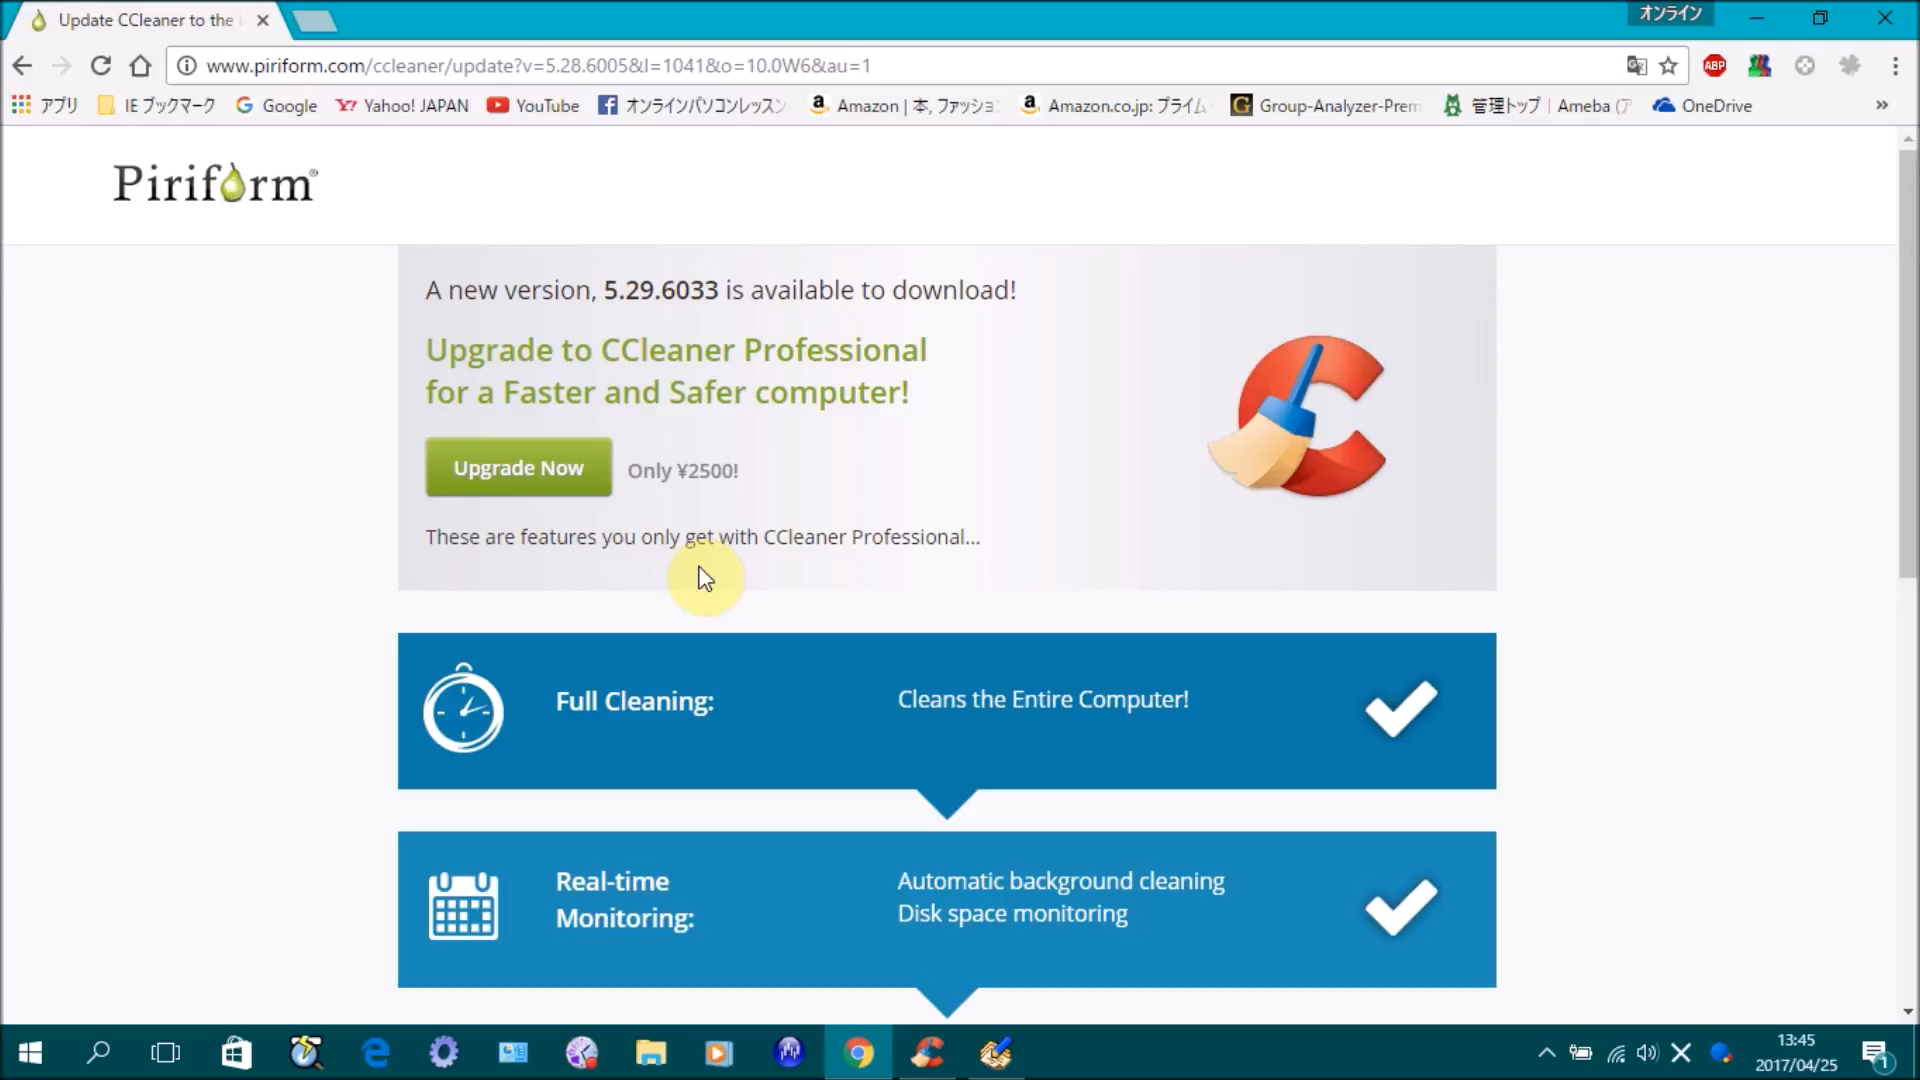 Update CCleaner to the
オンライン
www.piriform.com/ccleaner/update?v=5.28.6005&l=1041&o=10.0W6&au=1
ABP
アプリ IE ブックマーク Google Yahoo! JAPAN YouTube オンラインパソコンレッスン Amazon | 本, ファッショ Amazon.co.jp: プライム Group-Analyzer-Prem 管理トップ | Ameba (ア OneDrive »
Piriform®
A new version, 5.29.6033 is available to download!
Upgrade to CCleaner Professional
for a Faster and Safer computer!
Upgrade Now Only ¥2500!
These are features you only get with CCleaner Professional...
Full Cleaning: Cleans the Entire Computer!
Real-time
Monitoring:
Automatic background cleaning
Disk space monitoring
13:45
2017/04/25
1